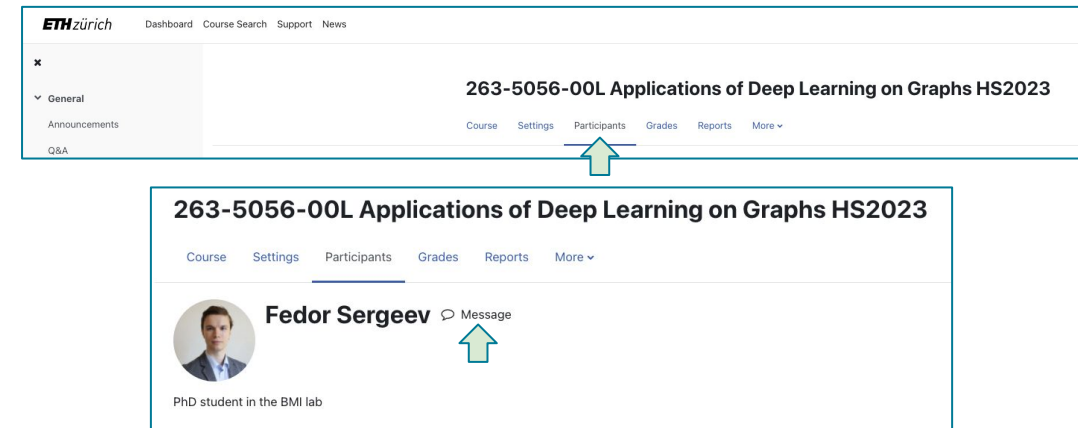 ETH zürich Dashboard Course Search Support News
General
Announcements
Q&A
263-5056-00L Applications of Deep Learning on Graphs HS2023
Course Settings Participants Grades Reports More
263-5056-00L Applications of Deep Learning on Graphs HS2023
Course Settings Participants Grades Reports More
Fedor Sergeev Message
PhD student in the BMI lab